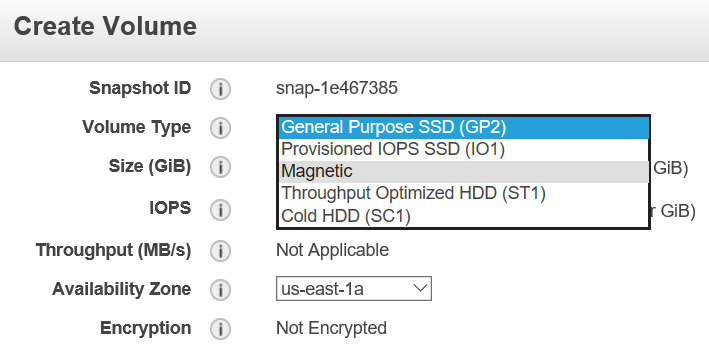 Create Volume
Snapshot ID i snap-1e467385
Volume Type i General Purpose SSD (GP2)
Provisioned IOPS SSD (IO1)
Size (GiB) i Magnetic GiB)
Throughput Optimized HDD (ST1)
IOPS i Cold HDD (SC1) r GiB)
Throughput (MB/s) i Not Applicable
Availability Zone i us-east-1a
Encryption i Not Encrypted